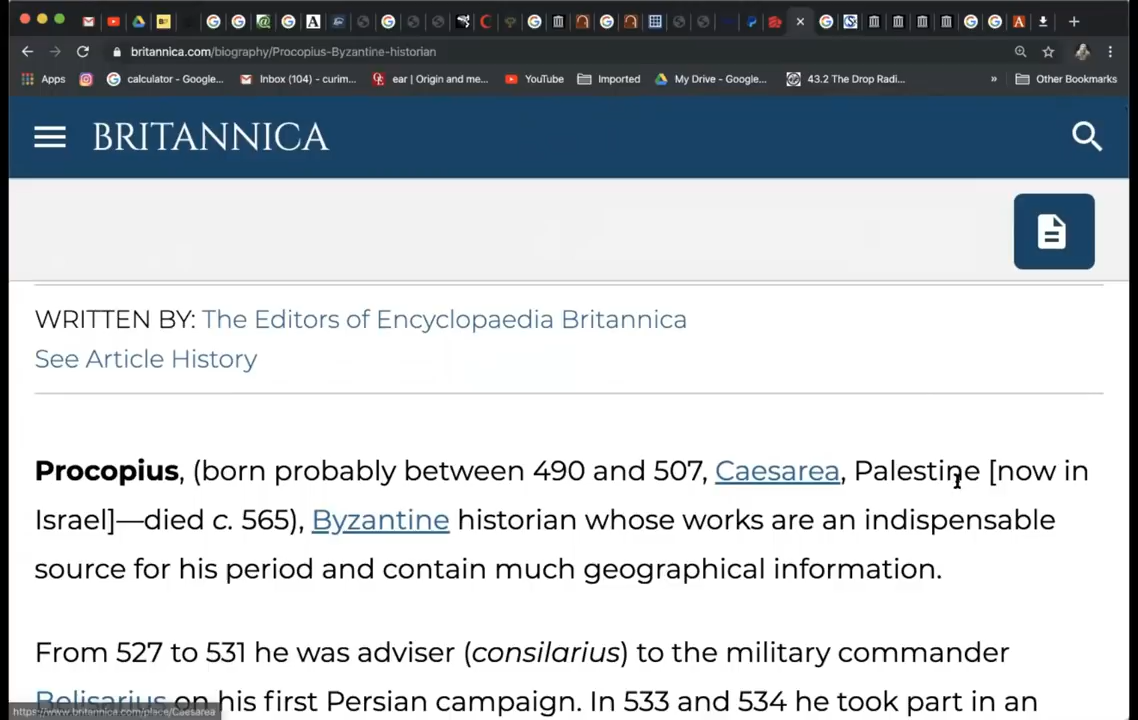 britannica.com/biography/Procopius-Byzantine-historian
Apps
calculator - Google...
Inbox (104) - curim...
ear | Origin and me...
YouTube
Imported
My Drive - Google...
43.2 The Drop Radi...
»
Other Bookmarks
BRITANNICA
WRITTEN BY: The Editors of Encyclopaedia Britannica
See Article History
Procopius, (born probably between 490 and 507, Caesarea, Palestine [now in
Israel]—died c. 565), Byzantine historian whose works are an indispensable
source for his period and contain much geographical information.
From 527 to 531 he was adviser (consilarius) to the military commander
Belisarius on his first Persian campaign. In 533 and 534 he took part in an
https://www.britannica.com/place/Caesarea